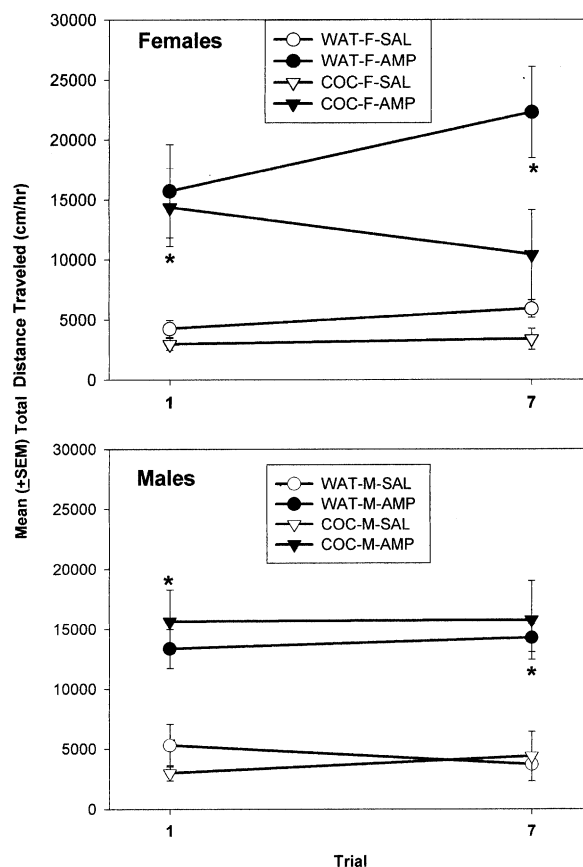 Mean (±SEM) Total Distance Traveled (cm/hr)
Females
WAT-F-SAL
WAT-F-AMP
COC-F-SAL
COC-F-AMP
30000
25000
20000
15000
10000
5000
0
*
*
1
7
Males
WAT-M-SAL
WAT-M-AMP
COC-M-SAL
COC-M-AMP
30000
25000
20000
15000
10000
5000
0
*
*
1
7
Trial